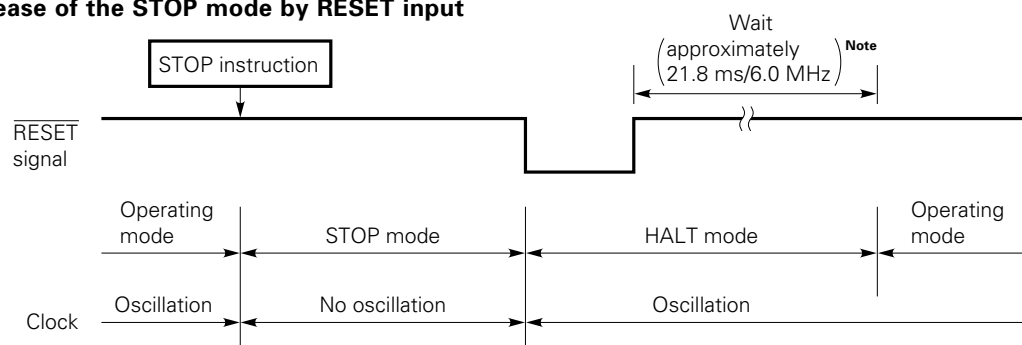 ease of the STOP mode by RESET input
Wait
(approximately
21.8 ms/6.0 MHz) Note
STOP instruction
RESET
signal
Operating
mode
STOP mode
HALT mode
Operating
mode
Clock
Oscillation
No oscillation
Oscillation